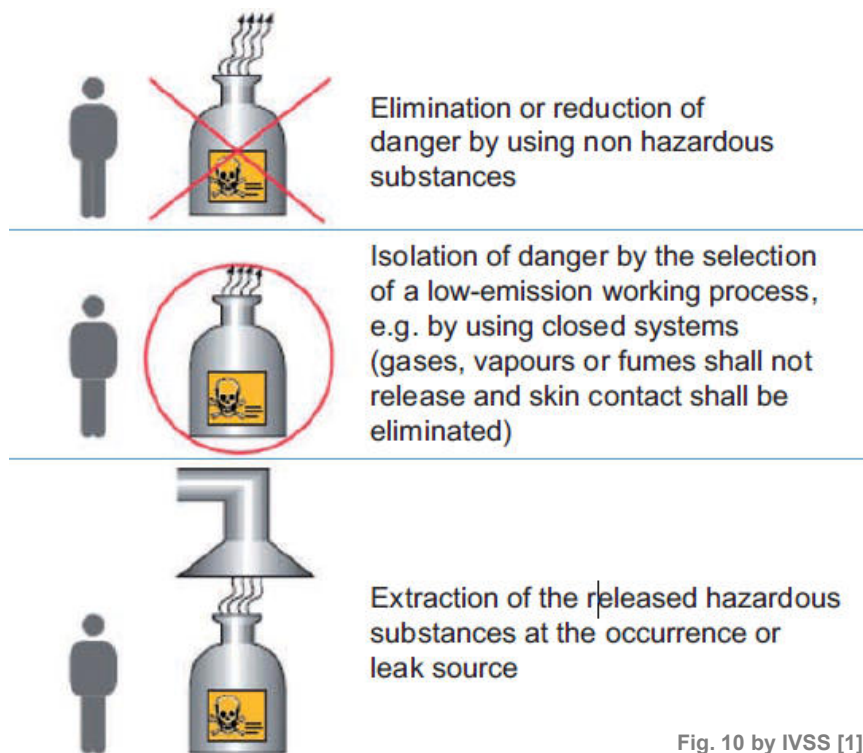 Elimination or reduction of
danger by using non hazardous
substances
Isolation of danger by the selection
of a low-emission working process,
e.g. by using closed systems
(gases, vapours or fumes shall not
release and skin contact shall be
eliminated)
Extraction of the released hazardous
substances at the occurrence or
leak source
Fig. 10 by IVSS [1]